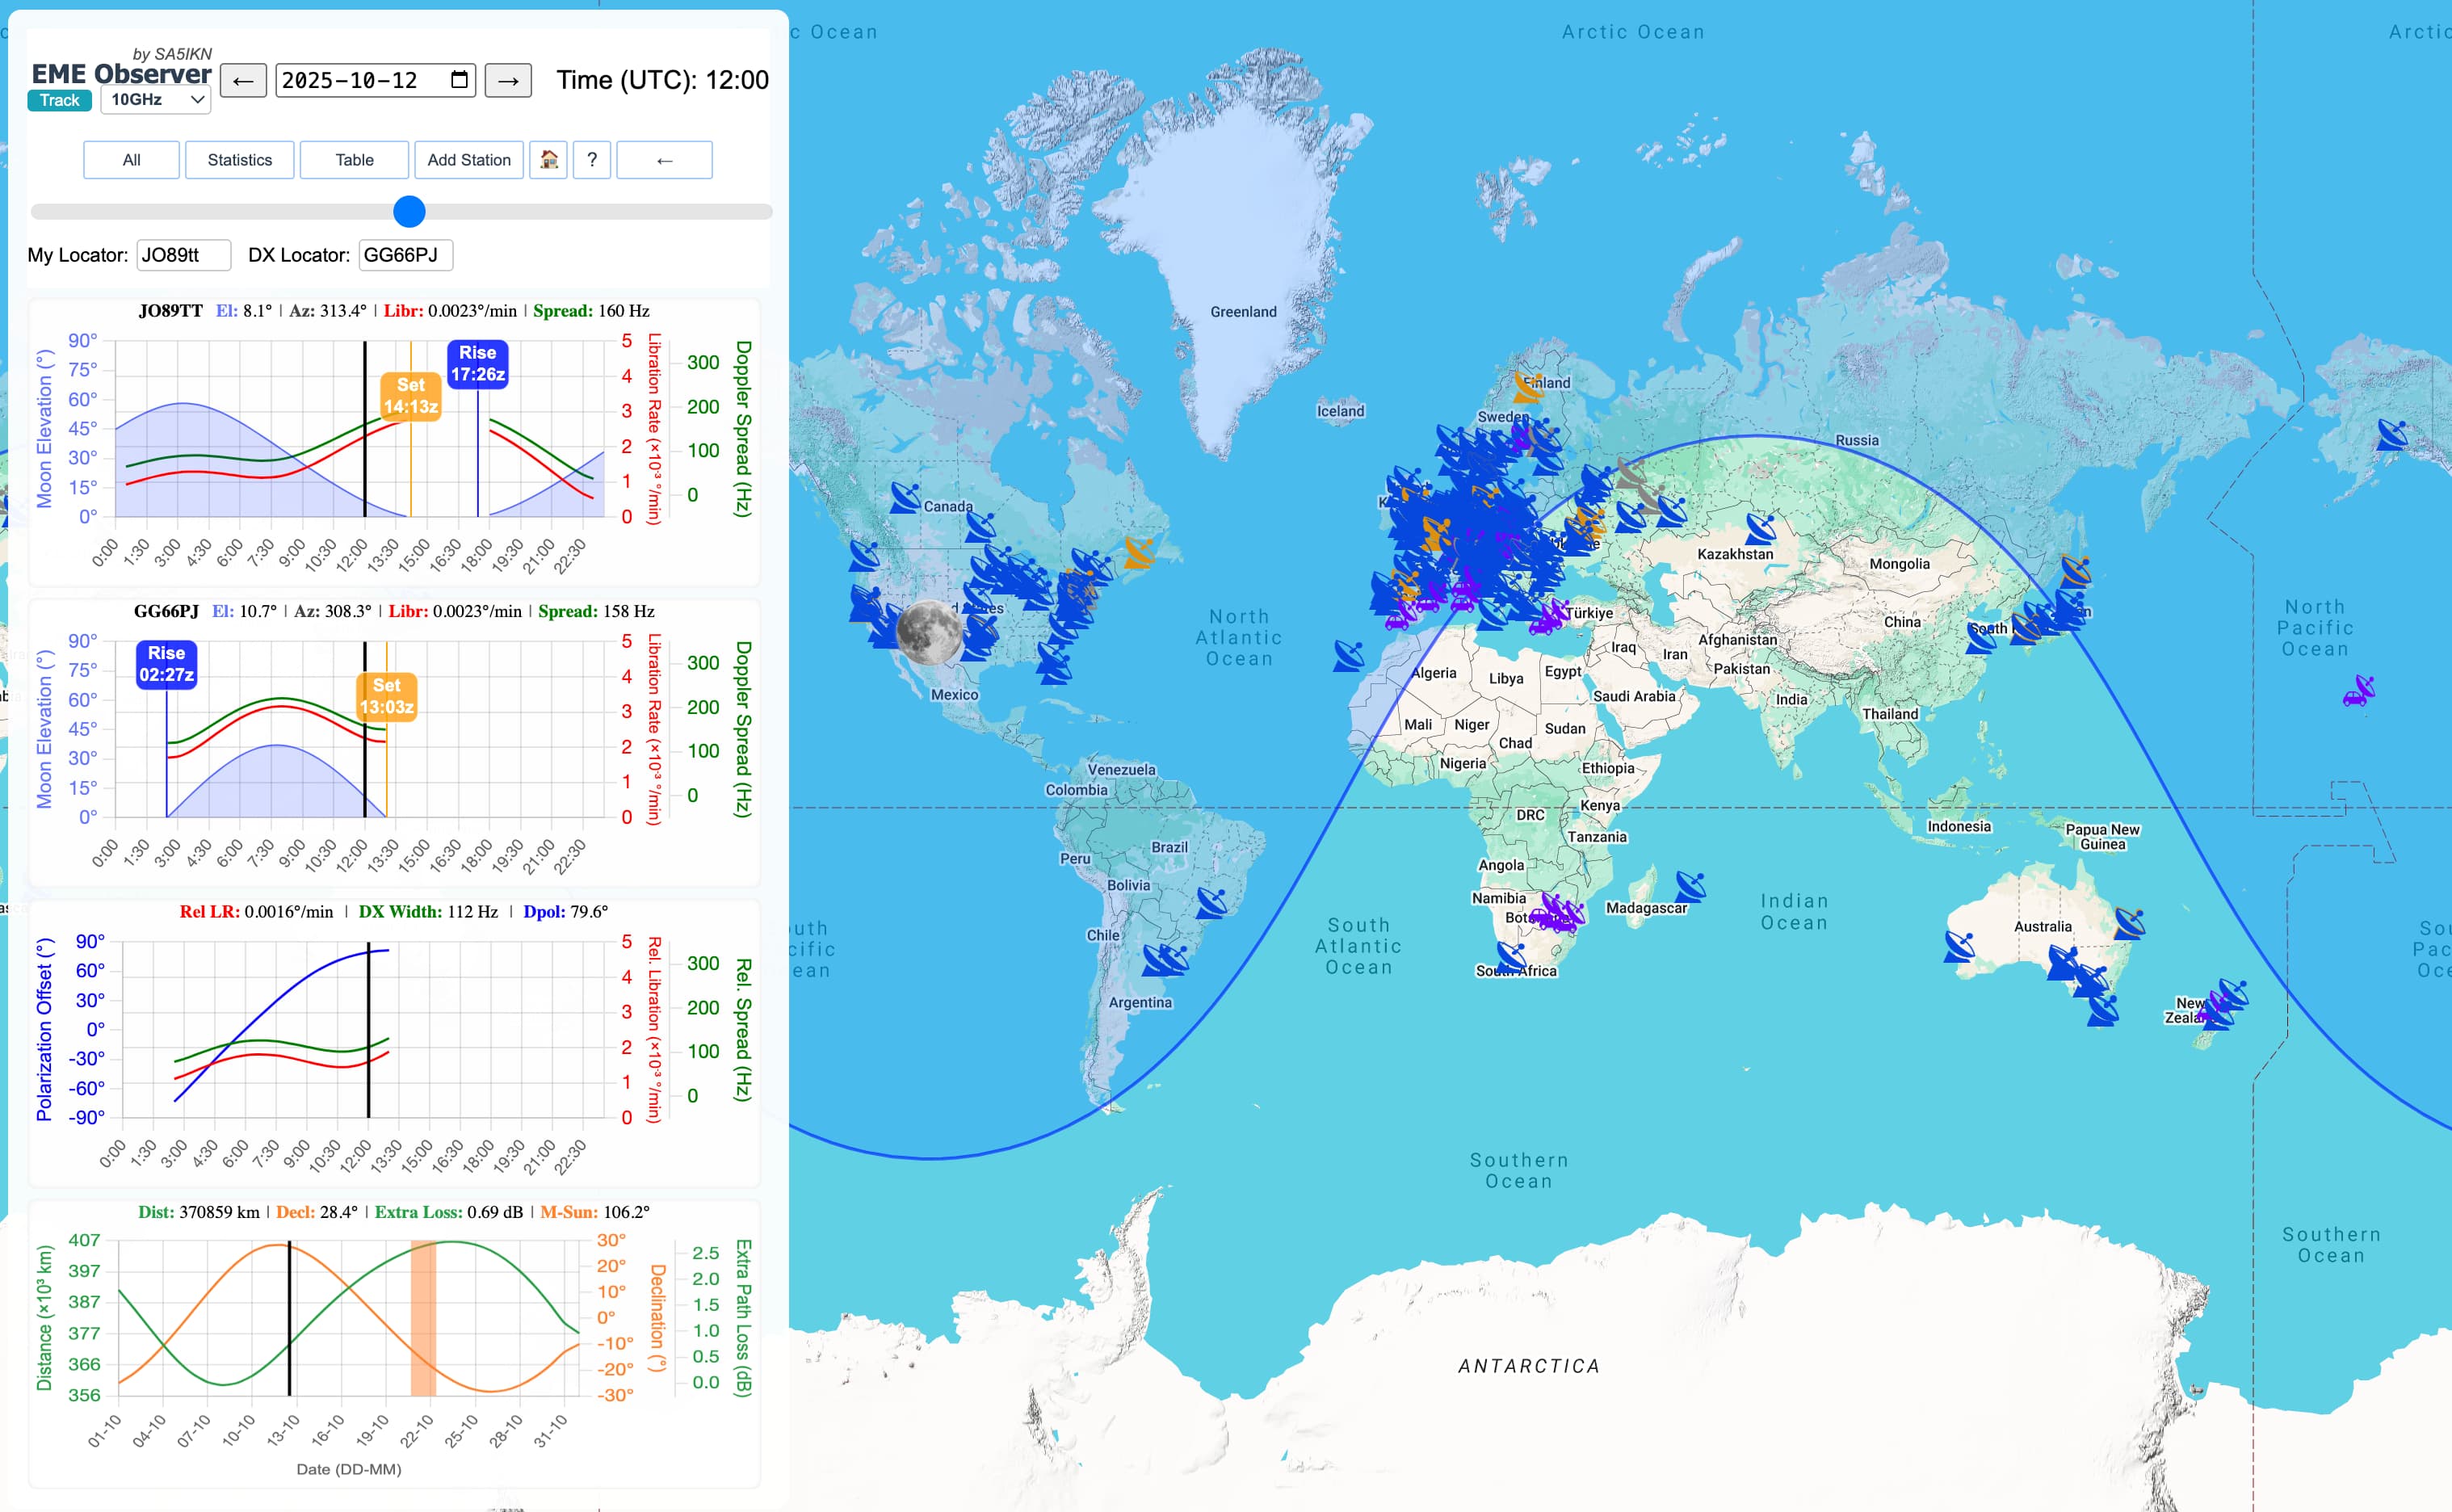 by SA5IKN
EME Observer
Track
10GHz
←
2025-10-12
→
Time (UTC): 12:00
All
Statistics
Table
Add Station
?
←
My Locator: JO89tt
DX Locator: GG66PJ
JO89TT El: 8.1° | Az: 313.4° | Libr: 0.0023°/min | Spread: 160 Hz
Moon Elevation (°)
90°
75°
60°
45°
30°
15°
0°
Set
14:13z
Rise
17:26z
5
4
3
2
1
0
Libration Rate (×10⁻³ °/min)
300
200
100
0
Doppler Spread (Hz)
0:00 1:30 3:00 4:30 6:00 7:30 9:00 10:30 12:00 13:30 15:00 16:30 18:00 19:30 21:00 22:30
GG66PJ El: 10.7° | Az: 308.3° | Libr: 0.0023°/min | Spread: 158 Hz
Moon Elevation (°)
90°
75°
60°
45°
30°
15°
0°
Rise
02:27z
Set
13:03z
5
4
3
2
1
0
Libration Rate (×10⁻³ °/min)
300
200
100
0
Doppler Spread (Hz)
0:00 1:30 3:00 4:30 6:00 7:30 9:00 10:30 12:00 13:30 15:00 16:30 18:00 19:30 21:00 22:30
Rel LR: 0.0016°/min | DX Width: 112 Hz | Dpol: 79.6°
Polarization Offset (°)
90°
60°
30°
0°
-30°
-60°
-90°
5
4
3
2
1
0
Rel. Libration (×10⁻³ °/min)
300
200
100
0
Rel. Spread (Hz)
0:00 1:30 3:00 4:30 6:00 7:30 9:00 10:30 12:00 13:30 15:00 16:30 18:00 19:30 21:00 22:30
Dist: 370859 km | Decl: 28.4° | Extra Loss: 0.69 dB | M-Sun: 106.2°
Distance (×10³ km)
407
397
387
377
366
356
30°
20°
10°
0°
-10°
-20°
-30°
Declination (°)
2.5
2.0
1.5
1.0
0.5
0.0
Extra Path Loss (dB)
01-10 04-10 07-10 10-10 13-10 16-10 19-10 22-10 25-10 28-10 31-10
Date (DD-MM)
c Ocean
Arctic Ocean
Arctic
Greenland
Iceland
Finland
Sweden
Russia
Canada
Kazakhstan
Mongolia
North
Atlantic
Ocean
Türkiye
China
South
North
Pacific
Ocean
Mexico
Algeria
Libya
Egypt
Iraq
Iran
Afghanistan
Pakistan
Saudi Arabia
India
Thailand
Mali
Niger
Chad
Sudan
Nigeria
Ethiopia
Venezuela
Colombia
DRC
Kenya
Tanzania
Indonesia
Papua New
Guinea
Peru
Brazil
Bolivia
Angola
Namibia
Madagascar
Indian
Ocean
Australia
Chile
South
Atlantic
Ocean
South Africa
Argentina
New
Southern
Ocean
Southern
Ocean
ANTARCTICA